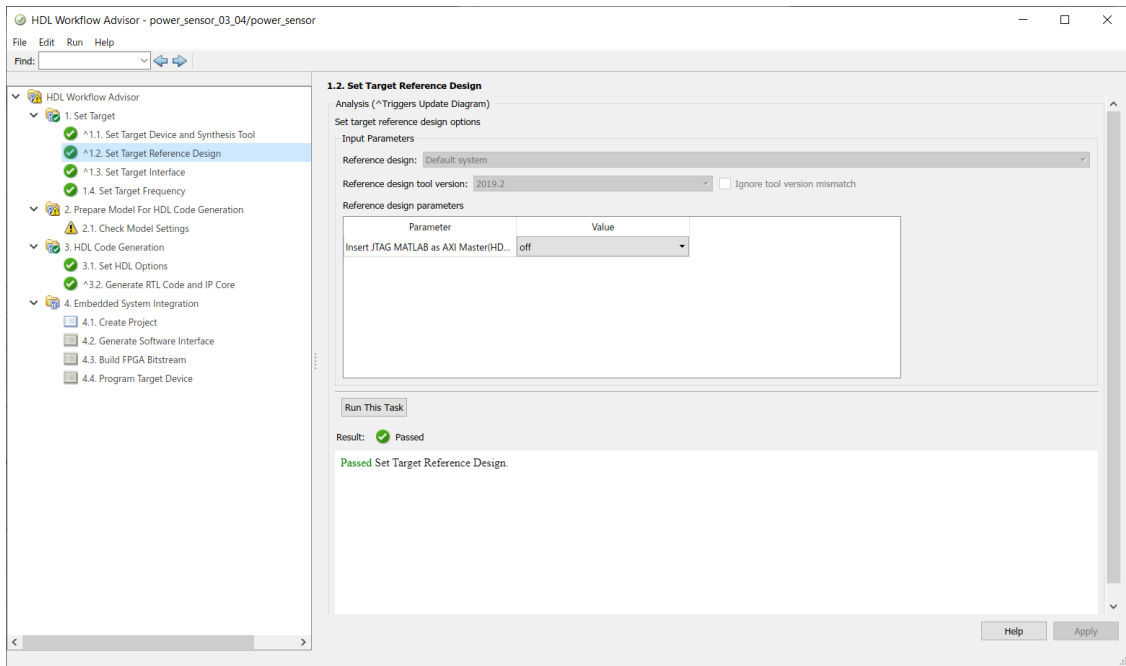 HDL Workflow Advisor - power_sensor_03_04/power_sensor
File Edit Run Help
Find:
HDL Workflow Advisor
1. Set Target
^1.1. Set Target Device and Synthesis Tool
^1.2. Set Target Reference Design
^1.3. Set Target Interface
1.4. Set Target Frequency
2. Prepare Model For HDL Code Generation
2.1. Check Model Settings
3. HDL Code Generation
3.1. Set HDL Options
^3.2. Generate RTL Code and IP Core
4. Embedded System Integration
4.1. Create Project
4.2. Generate Software Interface
4.3. Build FPGA Bitstream
4.4. Program Target Device
1.2. Set Target Reference Design
Analysis (^Triggers Update Diagram)
Set target reference design options
Input Parameters
Reference design: Default system
Reference design tool version: 2019.2 Ignore tool version mismatch
Reference design parameters
Parameter Value
Insert JTAG MATLAB as AXI Master(HD... off
Run This Task
Result: Passed
Passed Set Target Reference Design.
Help Apply